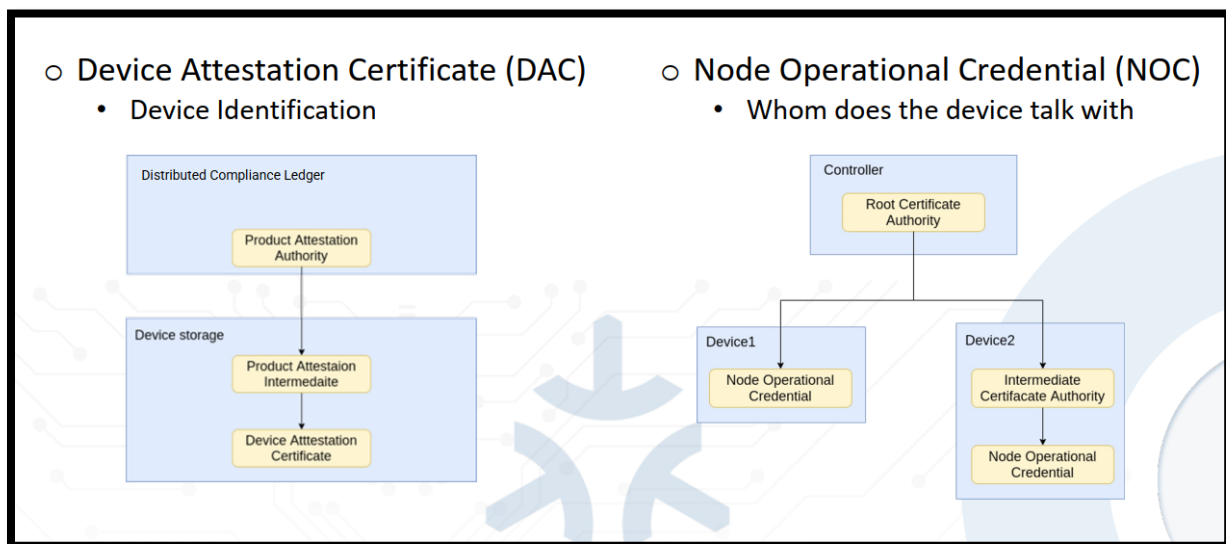 Device Attestation Certificate (DAC)
Device Identification
Distributed Compliance Ledger
Product Attestation
Authority
Device storage
Product Attestaion
Intermedaite
Device Atttestation
Certificate
Node Operational Credential (NOC)
Whom does the device talk with
Controller
Root Certificate
Authority
Device1
Node Operational
Credential
Device2
Intermediate
Certifacate Authority
Node Operational
Credential